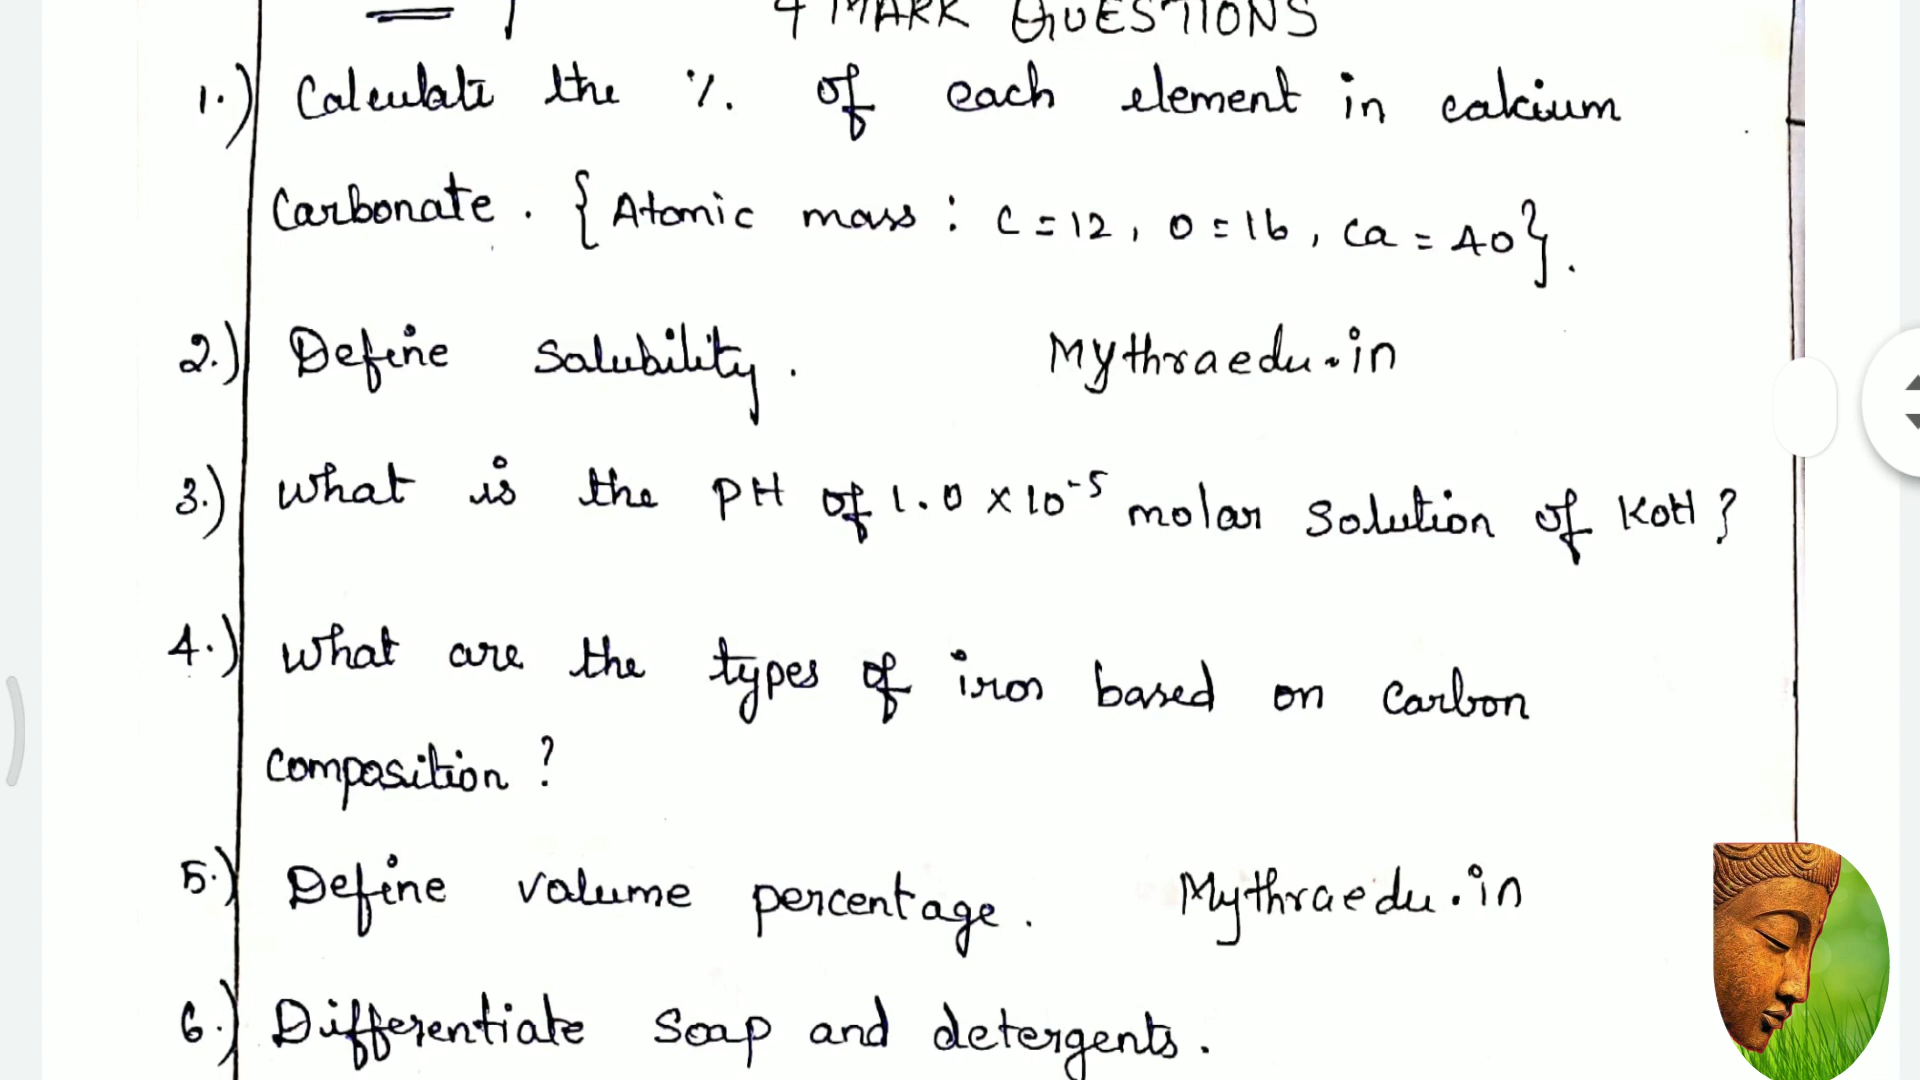 4 MARK QUESTIONS
1.) Calculate the %. of each element in calcium
Carbonate. {Atomic mass : C = 12, O = 16, Ca = 40}.
2.) Define Solubility. Mythraedu.in
3.) What is the PH of 1.0 × 10⁻⁵ molar solution of KOH?
4.) What are the types of iron based on Carbon
Composition?
5.) Define volume percentage. Mythraedu.in
6.) Differentiate Soap and detergents.